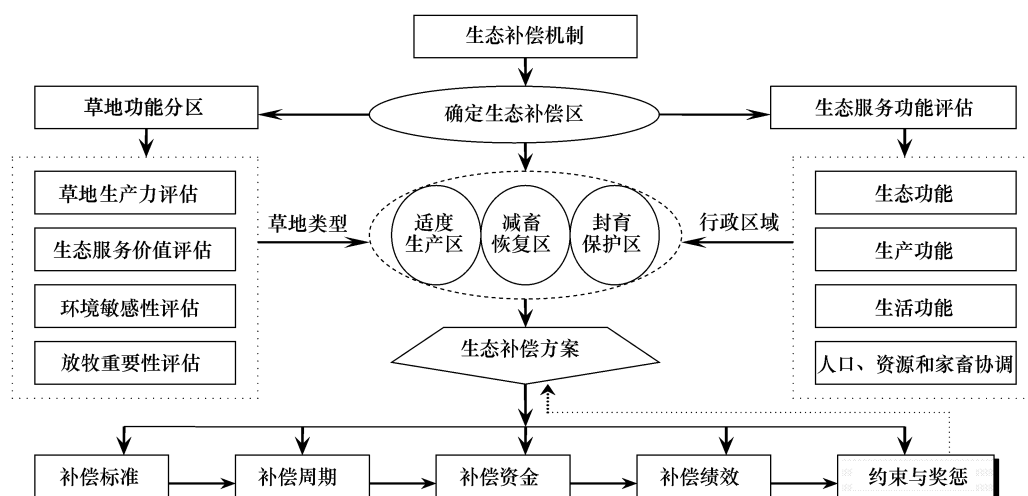 生态补偿机制
草地功能分区
确定生态补偿区
生态服务功能评估
草地生产力评估
生态服务价值评估
环境敏感性评估
放牧重要性评估
草地类型
适度
生产区
减畜
恢复区
封育
保护区
行政区域
生态功能
生产功能
生活功能
人口、资源和家畜协调
生态补偿方案
补偿标准
补偿周期
补偿资金
补偿绩效
约束与奖惩